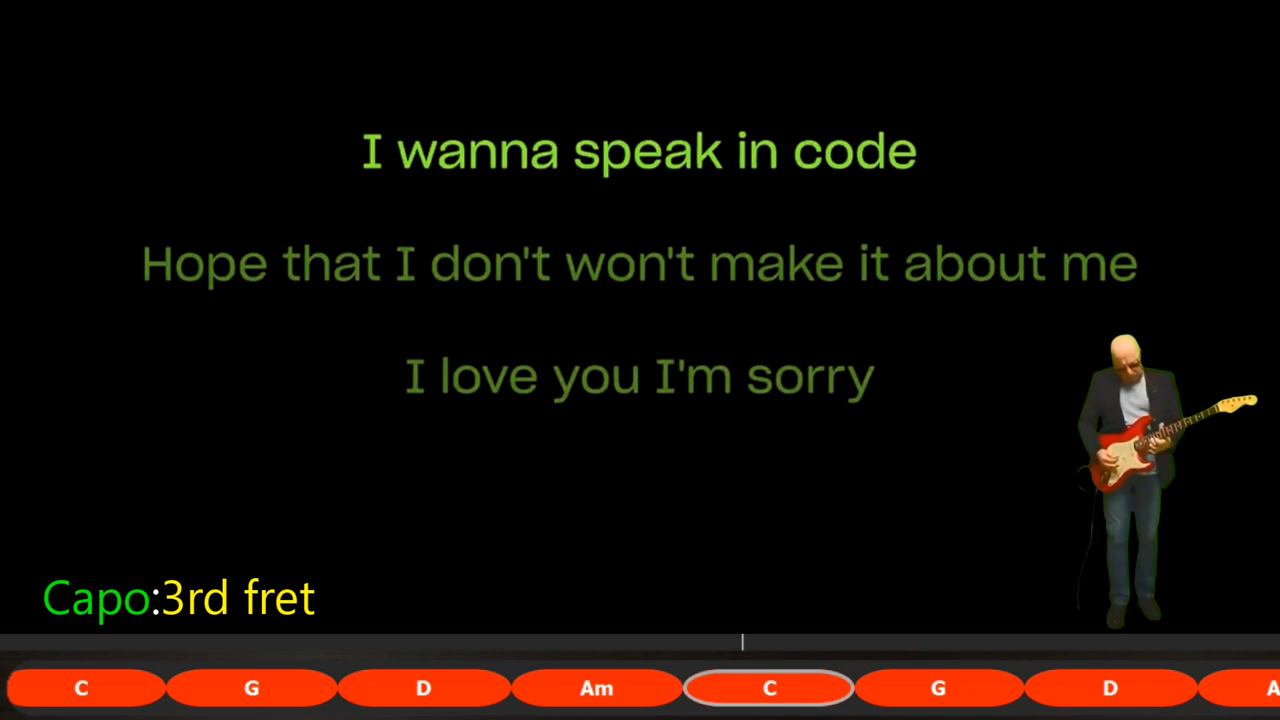 I wanna speak in code
Hope that I don't won't make it about me
I love you I'm sorry
Capo:3rd fret
C G D Am C G D